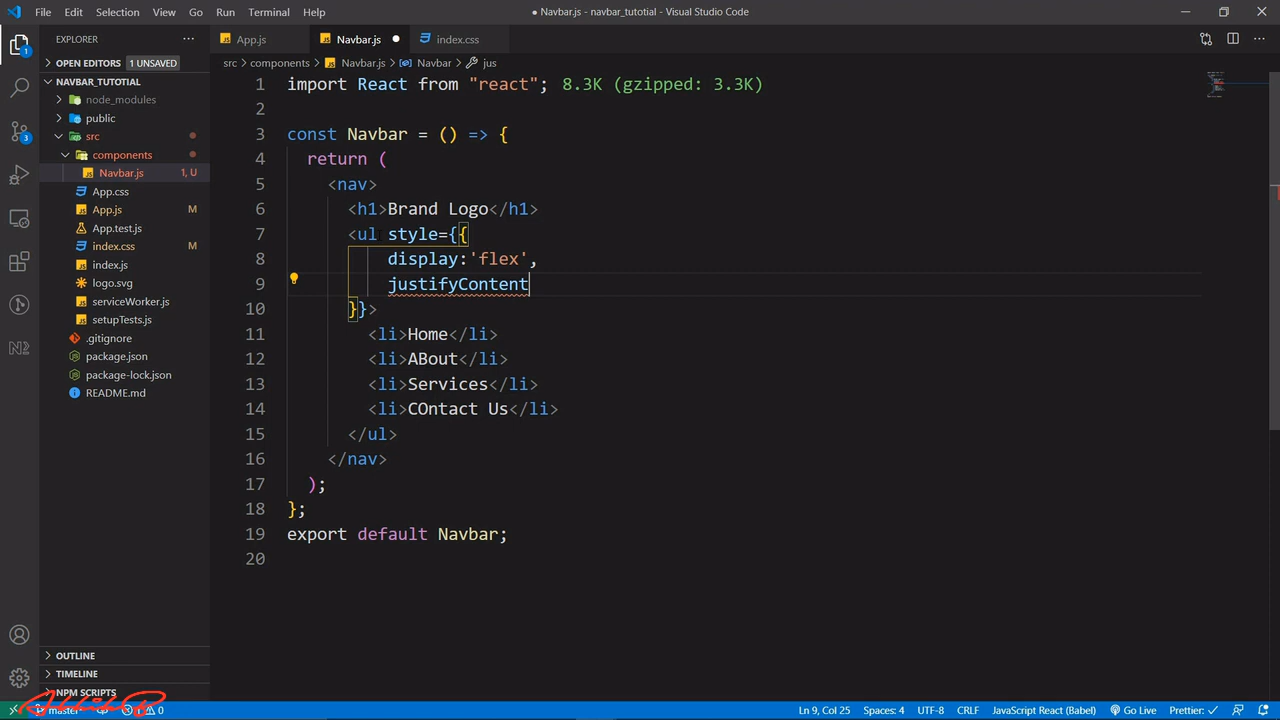 File Edit Selection View Go Run Terminal Help
● Navbar.js - navbar_tutorial - Visual Studio Code
EXPLORER
App.js
Navbar.js ●
index.css
OPEN EDITORS 1 UNSAVED
src > components > Navbar.js > Navbar > jus
NAVBAR_TUTORIAL
node_modules
public
src
components
Navbar.js 1, U
App.css
App.js M
App.test.js
index.css M
index.js
logo.svg
serviceWorker.js
setupTests.js
.gitignore
package.json
package-lock.json
README.md
OUTLINE
TIMELINE
NPM SCRIPTS
1
3
1 import React from "react"; 8.3K (gzipped: 3.3K)
2
3 const Navbar = () => {
4 return (
5 <nav>
6 <h1>Brand Logo</h1>
7 <ul style={{
8 display:'flex',
9 justifyContent
10 }}>
11 <li>Home</li>
12 <li>ABout</li>
13 <li>Services</li>
14 <li>COntact Us</li>
15 </ul>
16 </nav>
17 );
18 };
19 export default Navbar;
20
master* 1 0
Ln 9, Col 25 Spaces: 4 UTF-8 CRLF JavaScript React (Babel) Go Live Prettier: ✓